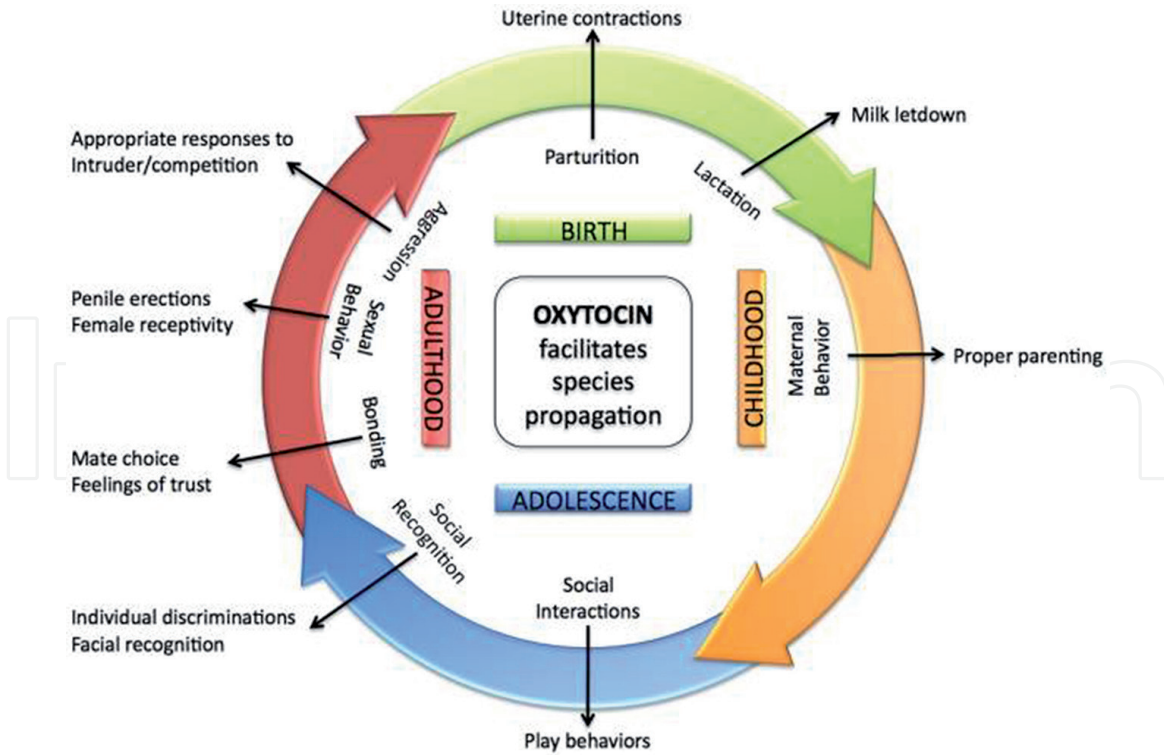 Uterine contractions
Milk letdown
Appropriate responses to
Intruder/competition
Parturition
Lactation
Aggression
BIRTH
Penile erections
Female receptivity
Sexual
Behavior
ADULTHOOD
OXYTOCIN
facilitates
species
propagation
CHILDHOOD
Maternal
Behavior
Proper parenting
Mate choice
Feelings of trust
Bonding
ADOLESCENCE
Social
Recognition
Individual discriminations
Facial recognition
Social
Interactions
Play behaviors